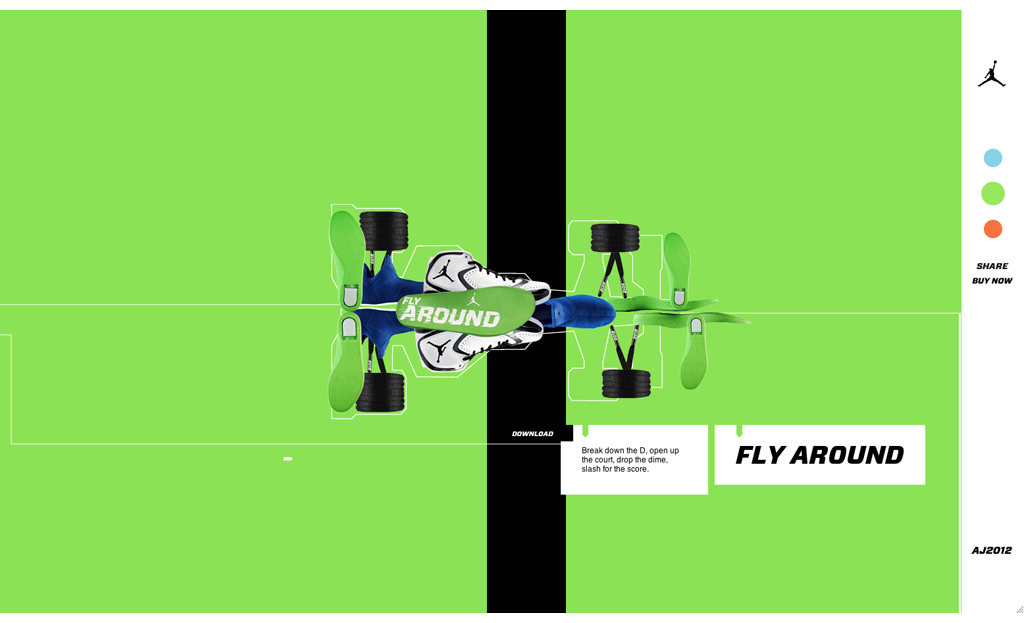 FLY
AROUND
DOWNLOAD
Break down the D, open up
the court, drop the dime,
slash for the score.
FLY AROUND
SHARE
BUY NOW
AJ2012